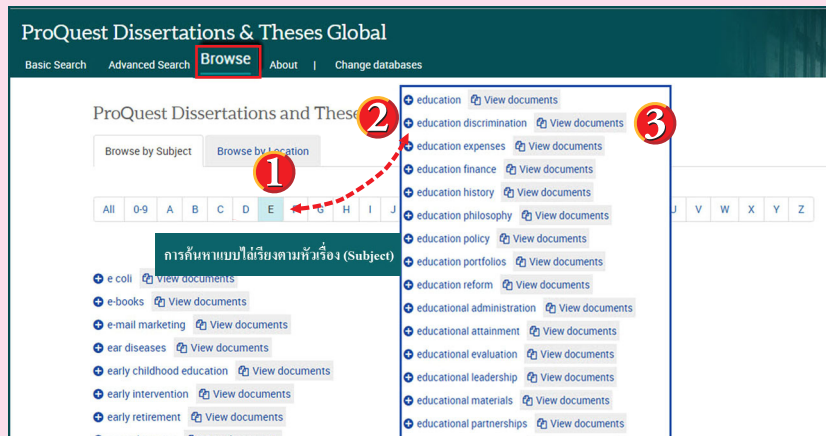 ProQuest Dissertations & Theses Global
Basic Search Advanced Search Browse About | Change databases
ProQuest Dissertations and Theses
Browse by Subject Browse by Location
1
2
3
All 0-9 A B C D E F G H I J U V W X Y Z
การค้นหาแบบไล่เรียงตามหัวเรื่อง (Subject)
e coli View documents
e-books View documents
e-mail marketing View documents
ear diseases View documents
early childhood education View documents
early intervention View documents
early retirement View documents
education View documents
education discrimination View documents
education expenses View documents
education finance View documents
education history View documents
education philosophy View documents
education policy View documents
education portfolios View documents
education reform View documents
educational administration View documents
educational attainment View documents
educational evaluation View documents
educational leadership View documents
educational materials View documents
educational partnerships View documents